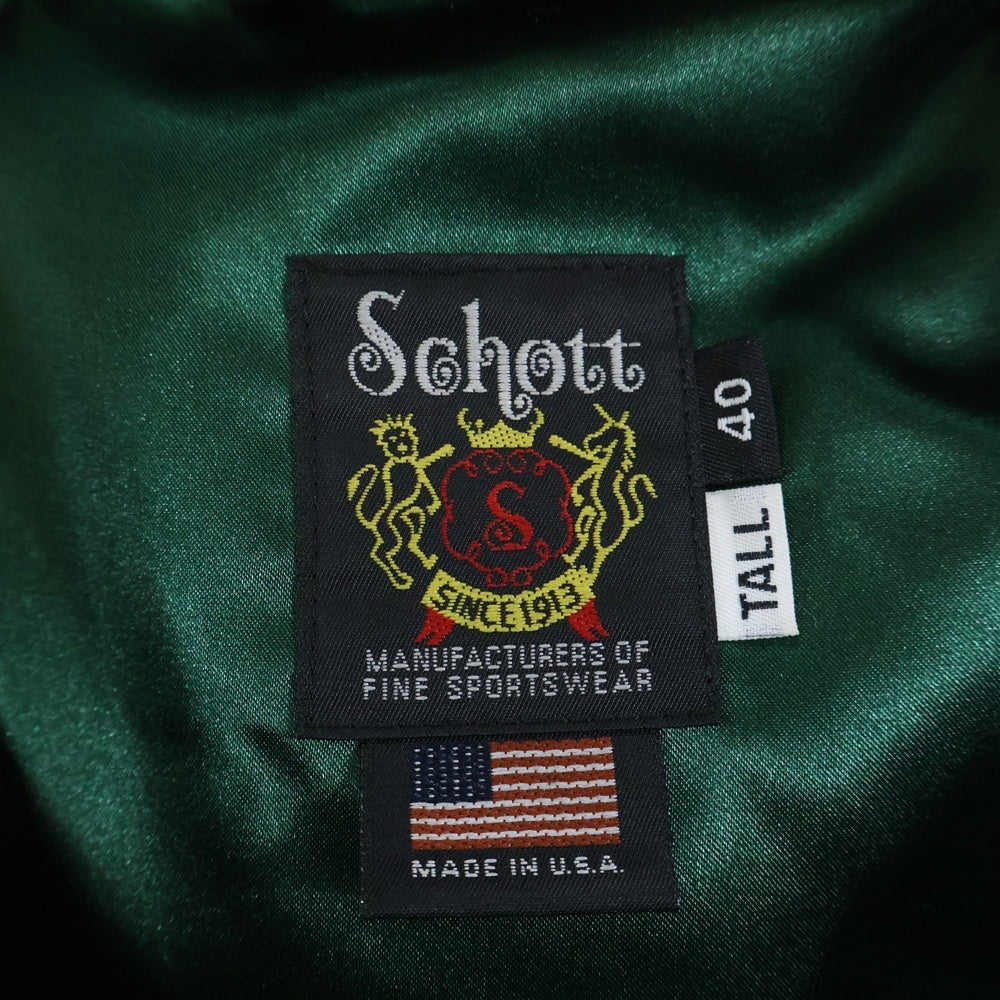 Schott
40
TALL
S
SINCE 1913
MANUFACTURERS OF
FINE SPORTSWEAR
MADE IN U.S.A.